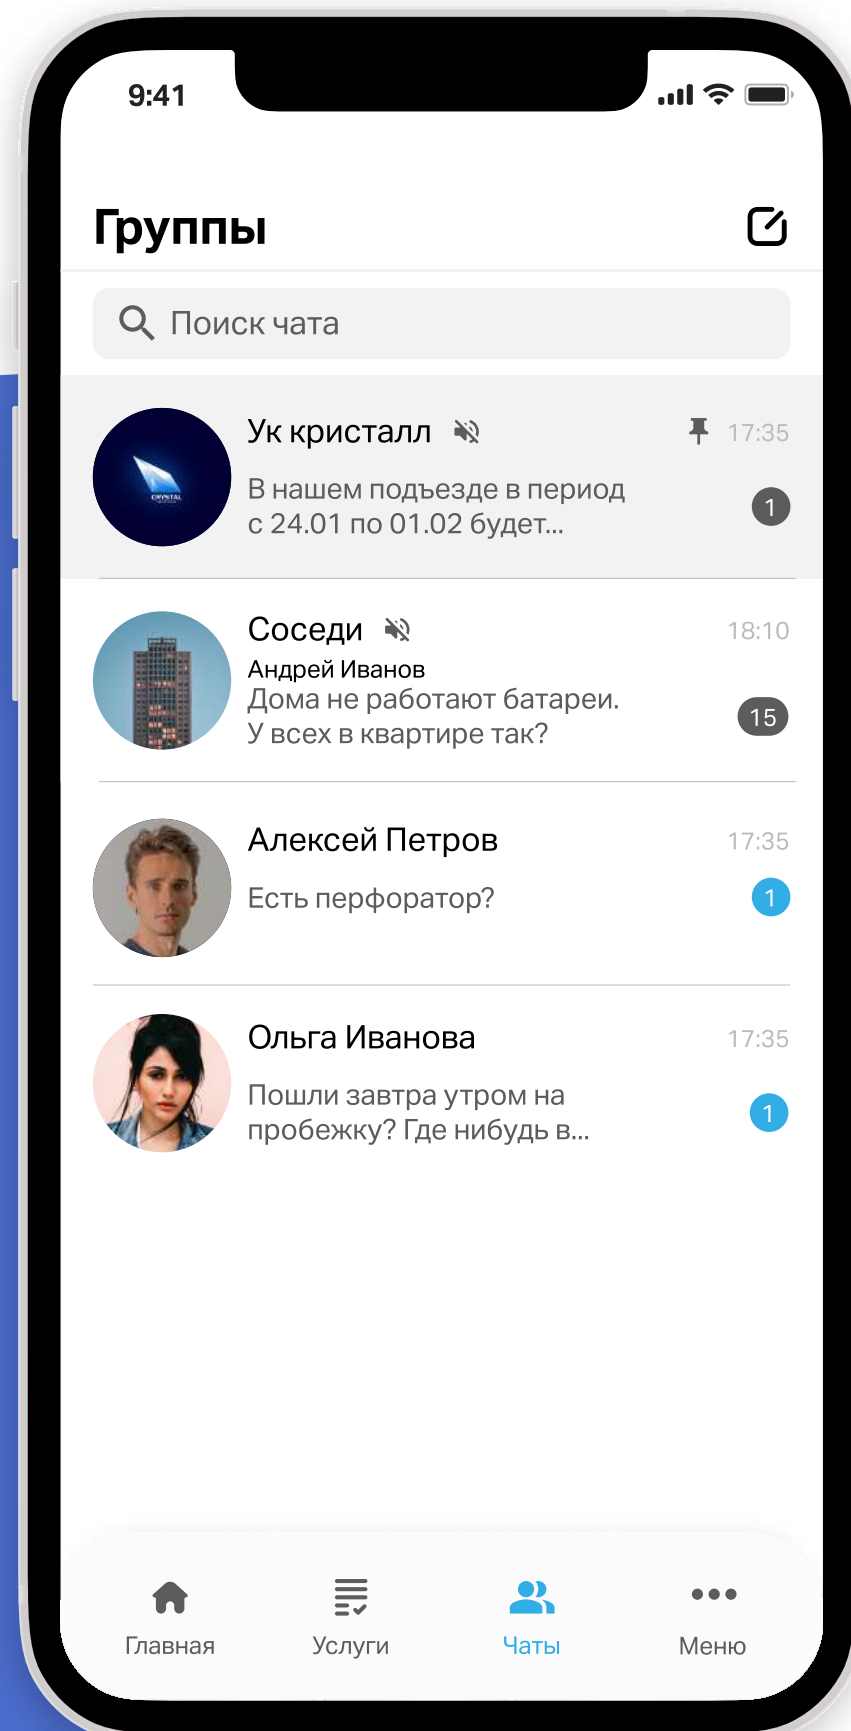 9:41
Группы
Поиск чата
Ук кристалл
17:35
В нашем подъезде в период
с 24.01 по 01.02 будет...
1
CRYSTAL
Соседи
18:10
Андрей Иванов
Дома не работают батареи.
У всех в квартире так?
15
Алексей Петров
17:35
Есть перфоратор?
1
Ольга Иванова
17:35
Пошли завтра утром на
пробежку? Где нибудь в...
1
Главная
Услуги
Чаты
Меню